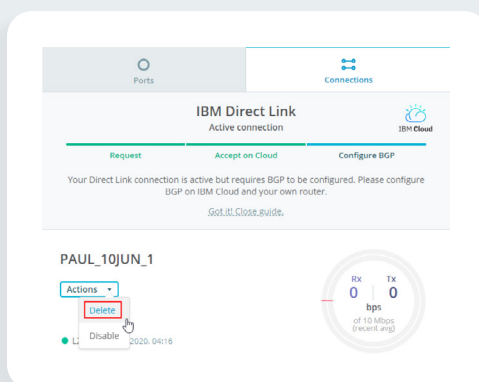 Ports
Connections
IBM Direct Link
Active connection
IBM Cloud
Request
Accept on Cloud
Configure BGP
Your Direct Link connection is active but requires BGP to be configured. Please configure
BGP on IBM Cloud and your own router.
Got it! Close guide.
PAUL_10JUN_1
Actions
Delete
Disable
2020, 04:16
Rx Tx
0 0
bps
of 10 Mbps
(recent avg)